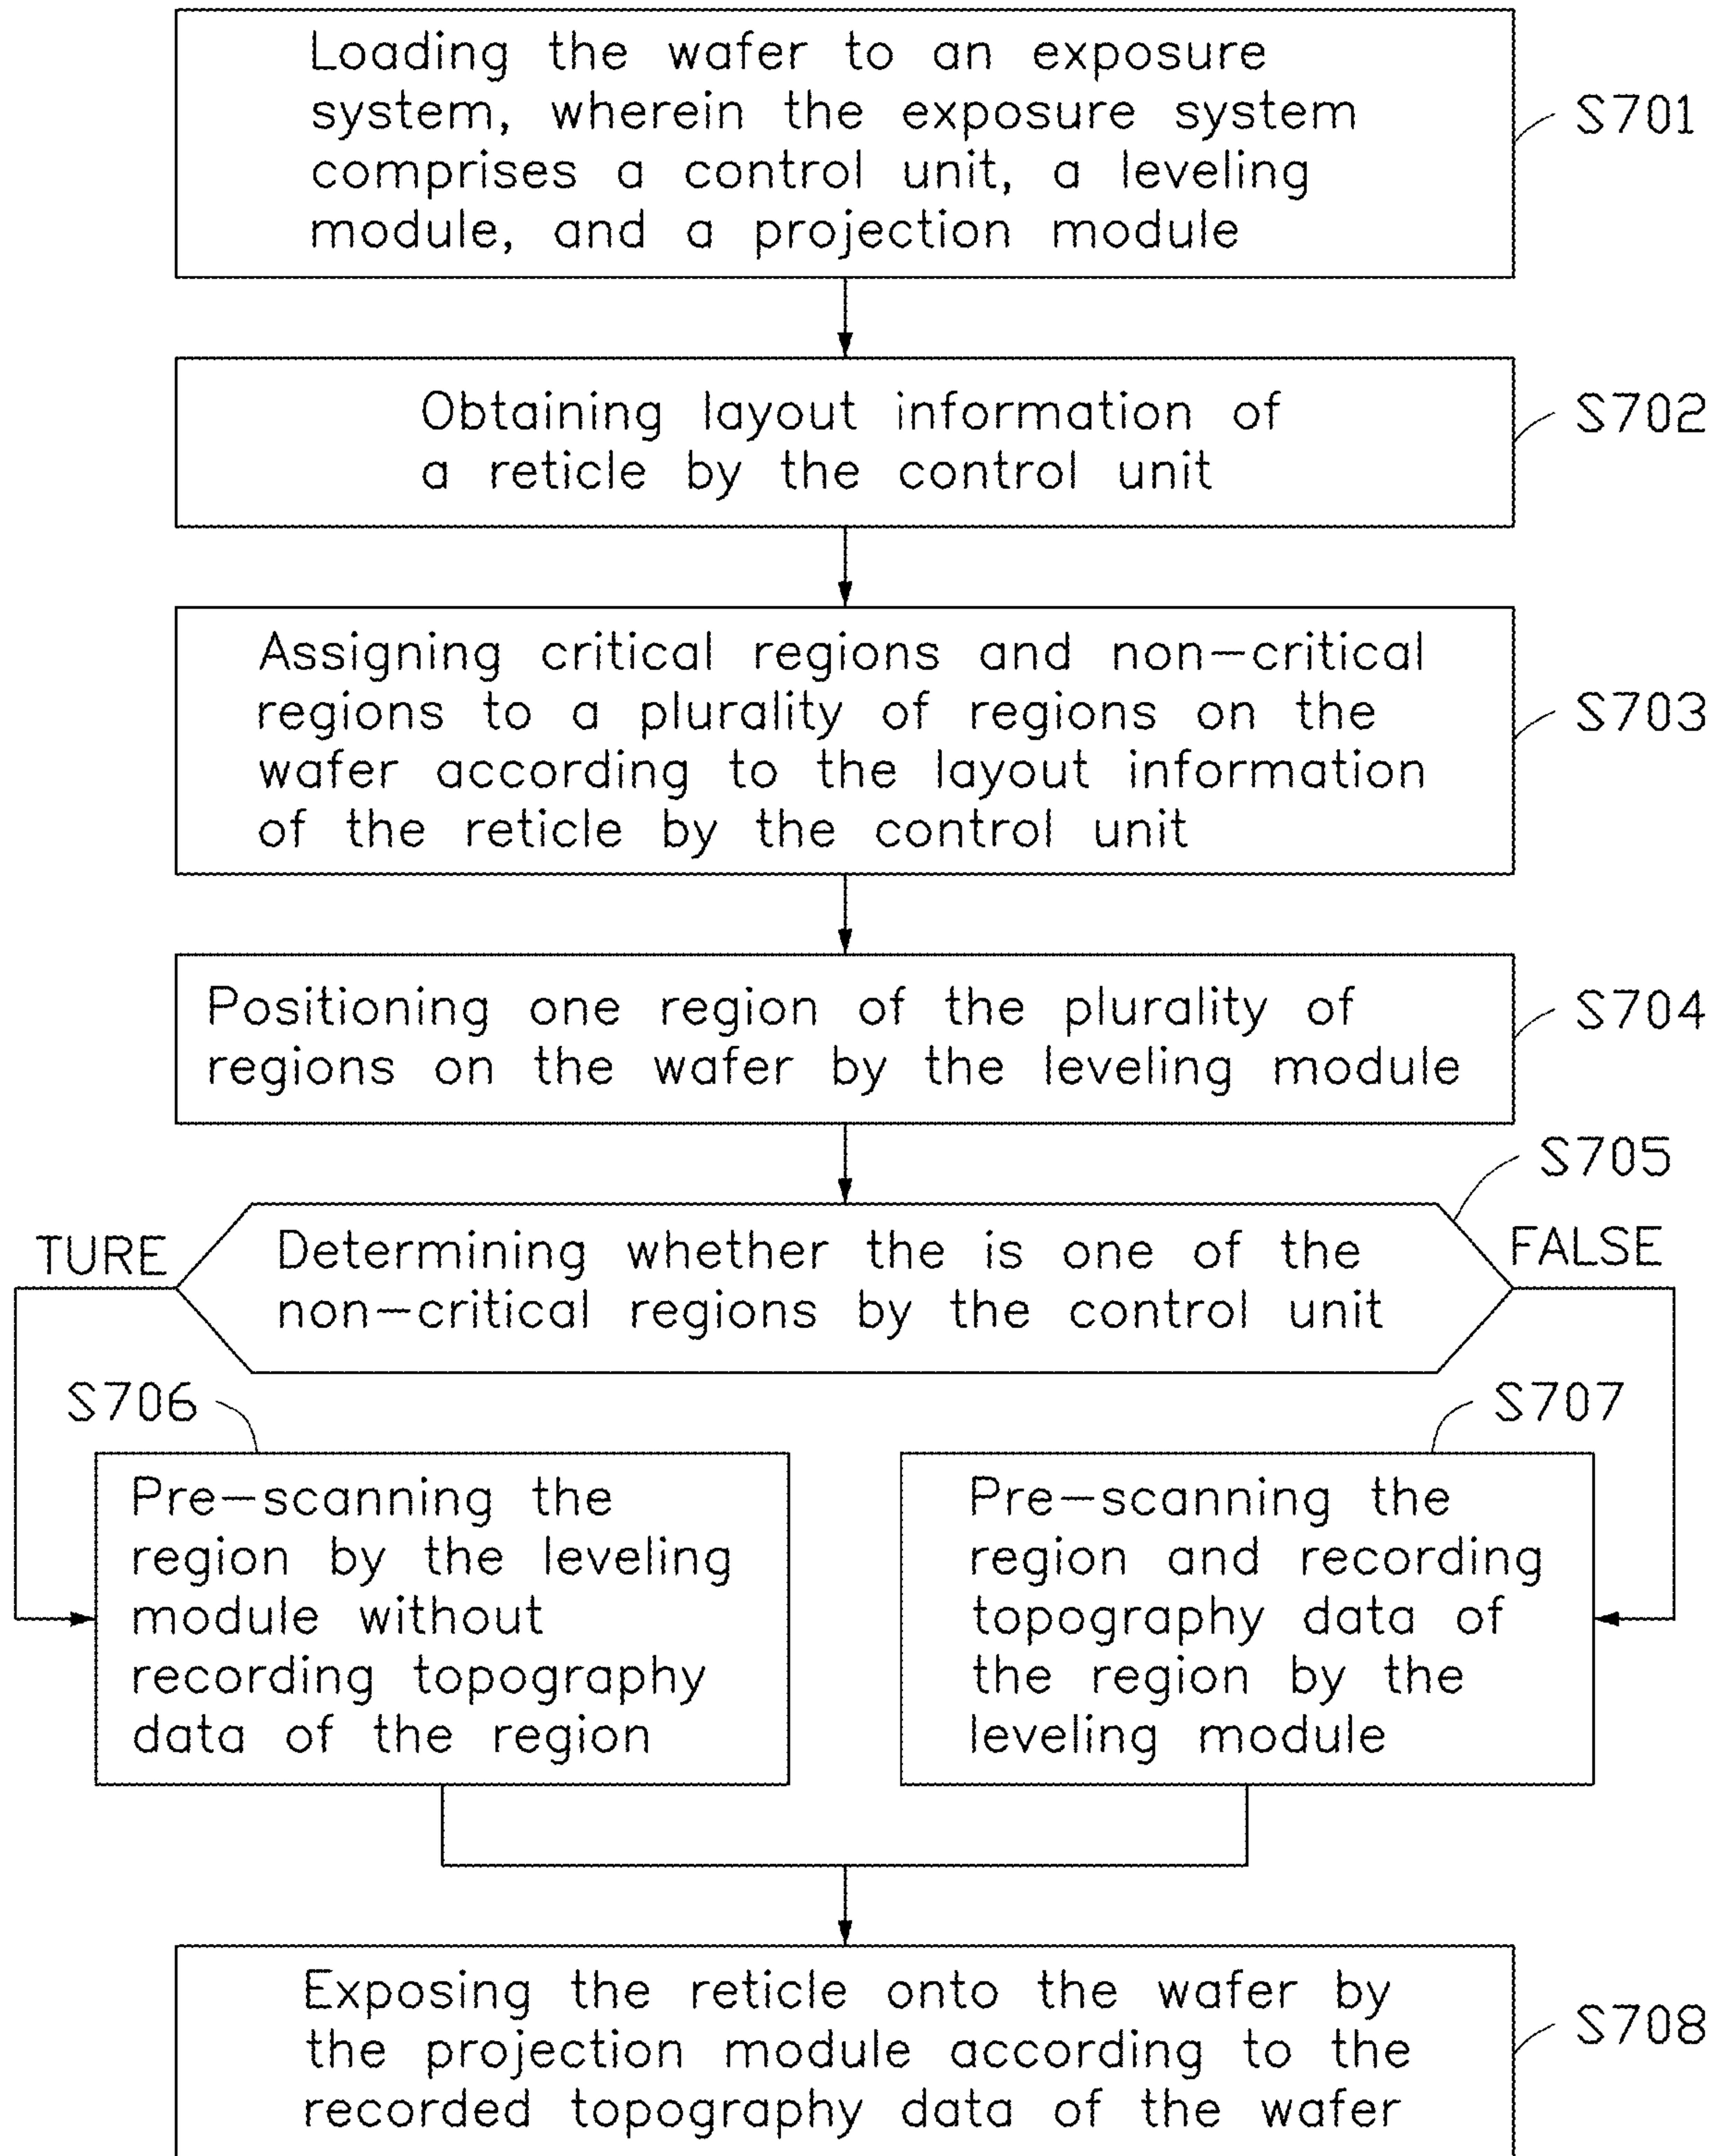 Loading the wafer to an exposure
system, wherein the exposure system
comprises a control unit, a leveling
module, and a projection module
S701
Obtaining layout information of
a reticle by the control unit
S702
Assigning critical regions and non-critical
regions to a plurality of regions on the
wafer according to the layout information
of the reticle by the control unit
S703
Positioning one region of the plurality of
regions on the wafer by the leveling module
S704
S705
TURE
Determining whether the is one of the
non-critical regions by the control unit
FALSE
S706
Pre-scanning the
region by the leveling
module without
recording topography
data of the region
S707
Pre-scanning the
region and recording
topography data of
the region by the
leveling module
Exposing the reticle onto the wafer by
the projection module according to the
recorded topography data of the wafer
S708